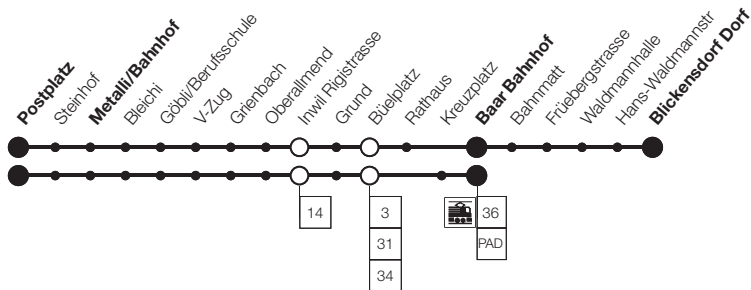 Postplatz
Steinhof
Metalli/Bahnhof
Bleichi
Göbli/Berufsschule
V-Zug
Grienbach
Oberallmend
Inwil Rigistrasse
Grund
Büelplatz
Rathaus
Kreuzplatz
Baar Bahnhof
Bahnmatt
Früebergstrasse
Waldmannhalle
Hans-Waldmannstr
Blickensdorf Dorf
14
3
36
31
PAD
34